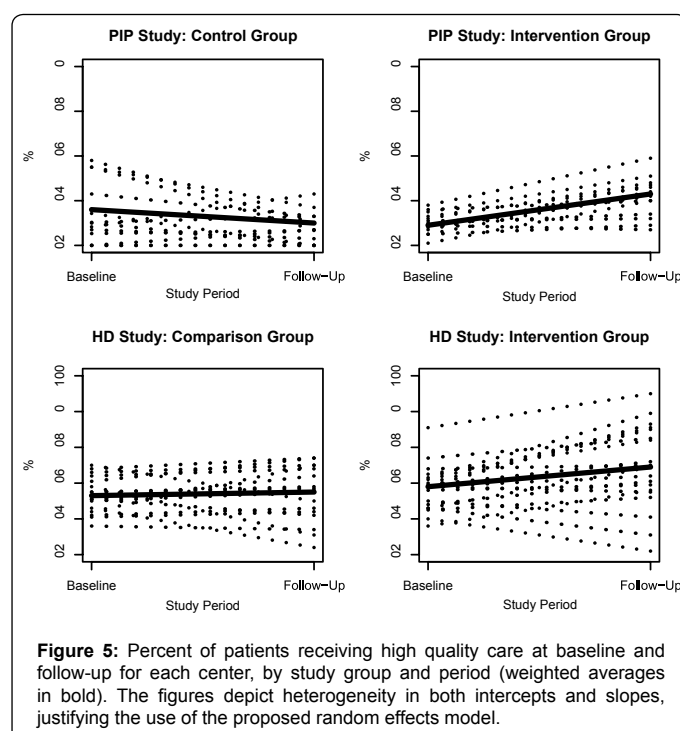 PIP Study: Control Group
0
08
06
%
04
02
Baseline
Follow-Up
Study Period
PIP Study: Intervention Group
0
08
06
%
04
02
Baseline
Follow-Up
Study Period
HD Study: Comparison Group
100
0
08
%
06
04
02
Baseline
Follow-Up
Study Period
HD Study: Intervention Group
100
0
08
%
06
04
02
Baseline
Follow-Up
Study Period
Figure 5: Percent of patients receiving high quality care at baseline and
follow-up for each center, by study group and period (weighted averages
in bold). The figures depict heterogeneity in both intercepts and slopes,
justifying the use of the proposed random effects model.